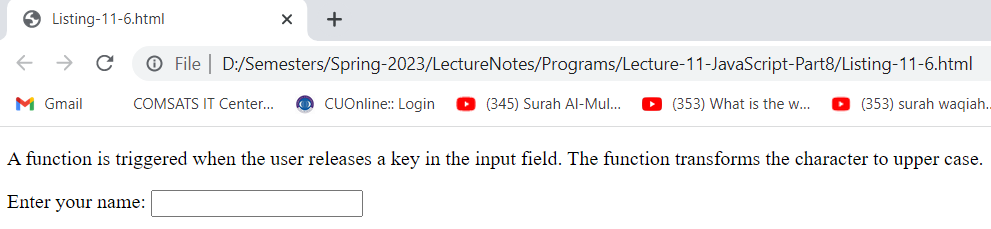 Listing-11-6.html
File | D:/Semesters/Spring-2023/LectureNotes/Programs/Lecture-11-JavaScript-Part8/Listing-11-6.html
Gmail COMSATS IT Center... CUOnline:: Login (345) Surah Al-Mul... (353) What is the w... (353) surah waqiah..
A function is triggered when the user releases a key in the input field. The function transforms the character to upper case.
Enter your name: